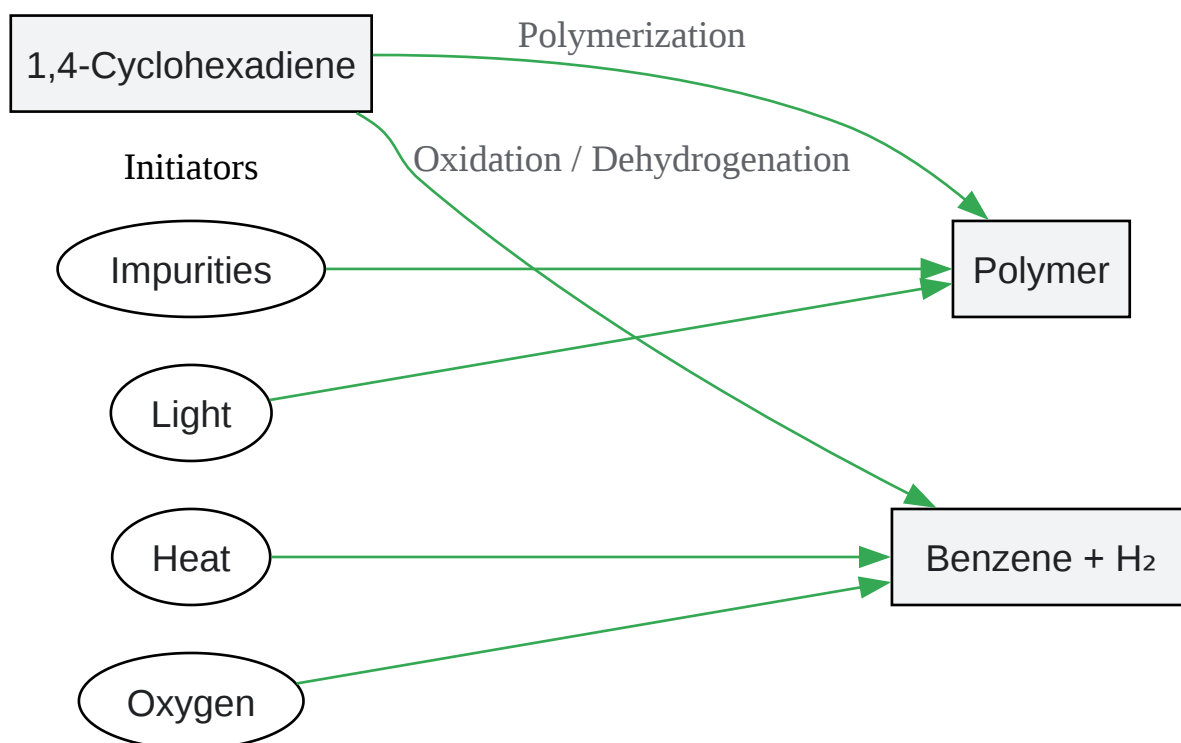 Polymerization
1,4-Cyclohexadiene
Oxidation / Dehydrogenation
Initiators
Impurities
Polymer
Light
Heat
Benzene + H₂
Oxygen